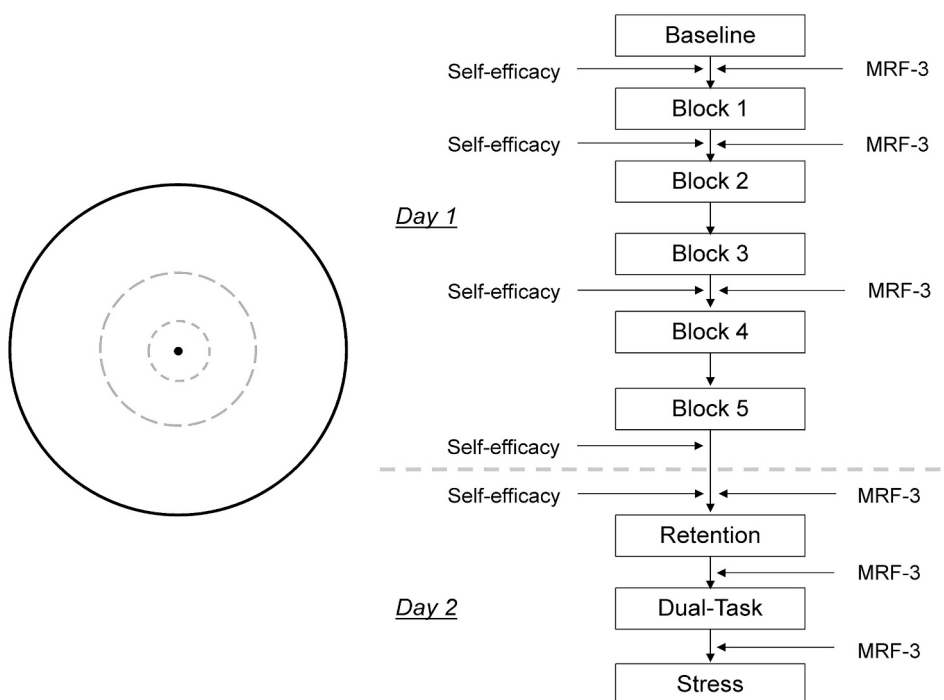 Baseline
Self-efficacy MRF-3
Block 1
Self-efficacy MRF-3
Block 2
Day 1
Block 3
Self-efficacy MRF-3
Block 4
Block 5
Self-efficacy
Self-efficacy MRF-3
Retention
MRF-3
Day 2 Dual-Task
MRF-3
Stress